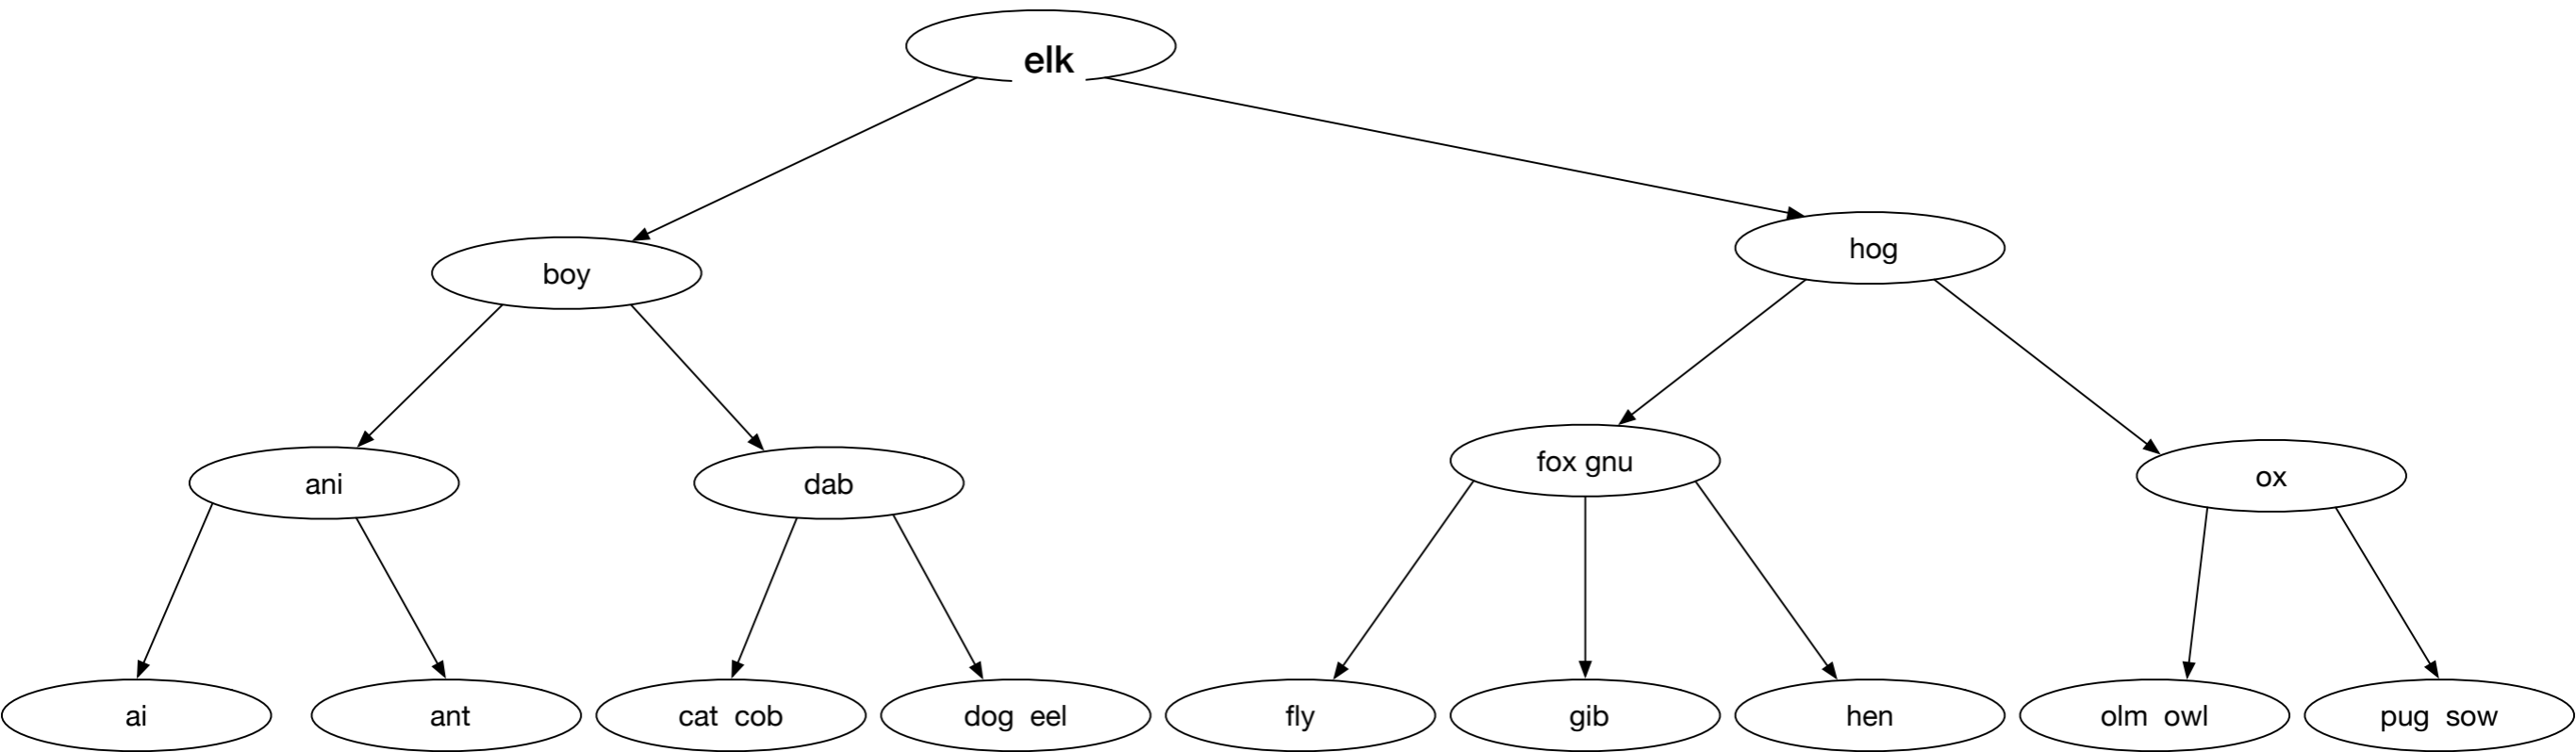 elk
boy
hog
ani
dab
fox gnu
ox
ai
ant
cat cob
dog eel
fly
gib
hen
olm owl
pug sow